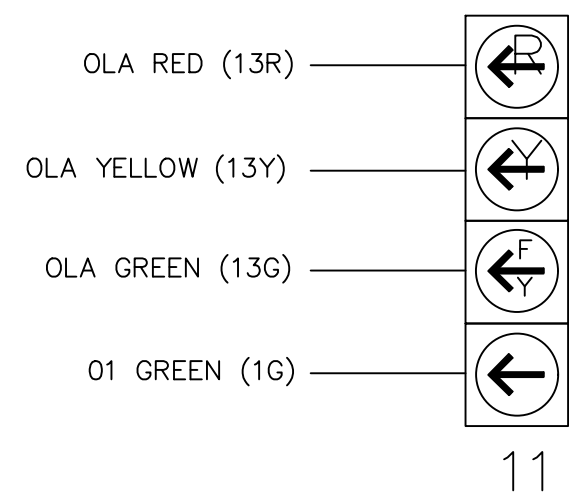 OLA RED (13R)
R
OLA YELLOW (13Y)
Y
OLA GREEN (13G)
F
Y
01 GREEN (1G)
11